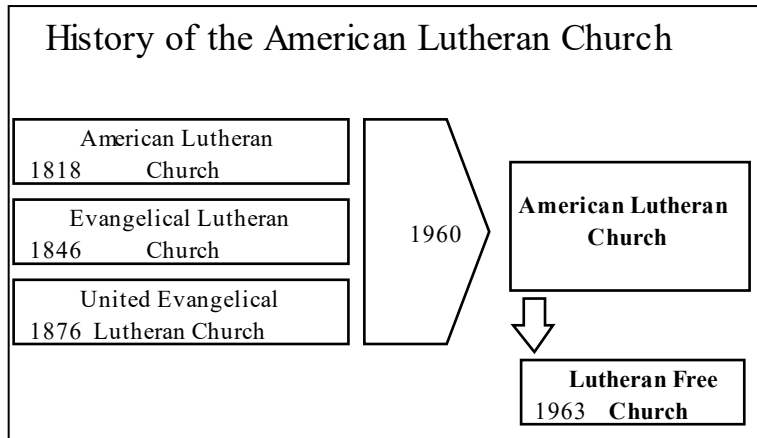 History of the American Lutheran Church
American Lutheran
1818 Church
Evangelical Lutheran
1846 Church
United Evangelical
1876 Lutheran Church
1960
American Lutheran
Church
Lutheran Free
1963 Church